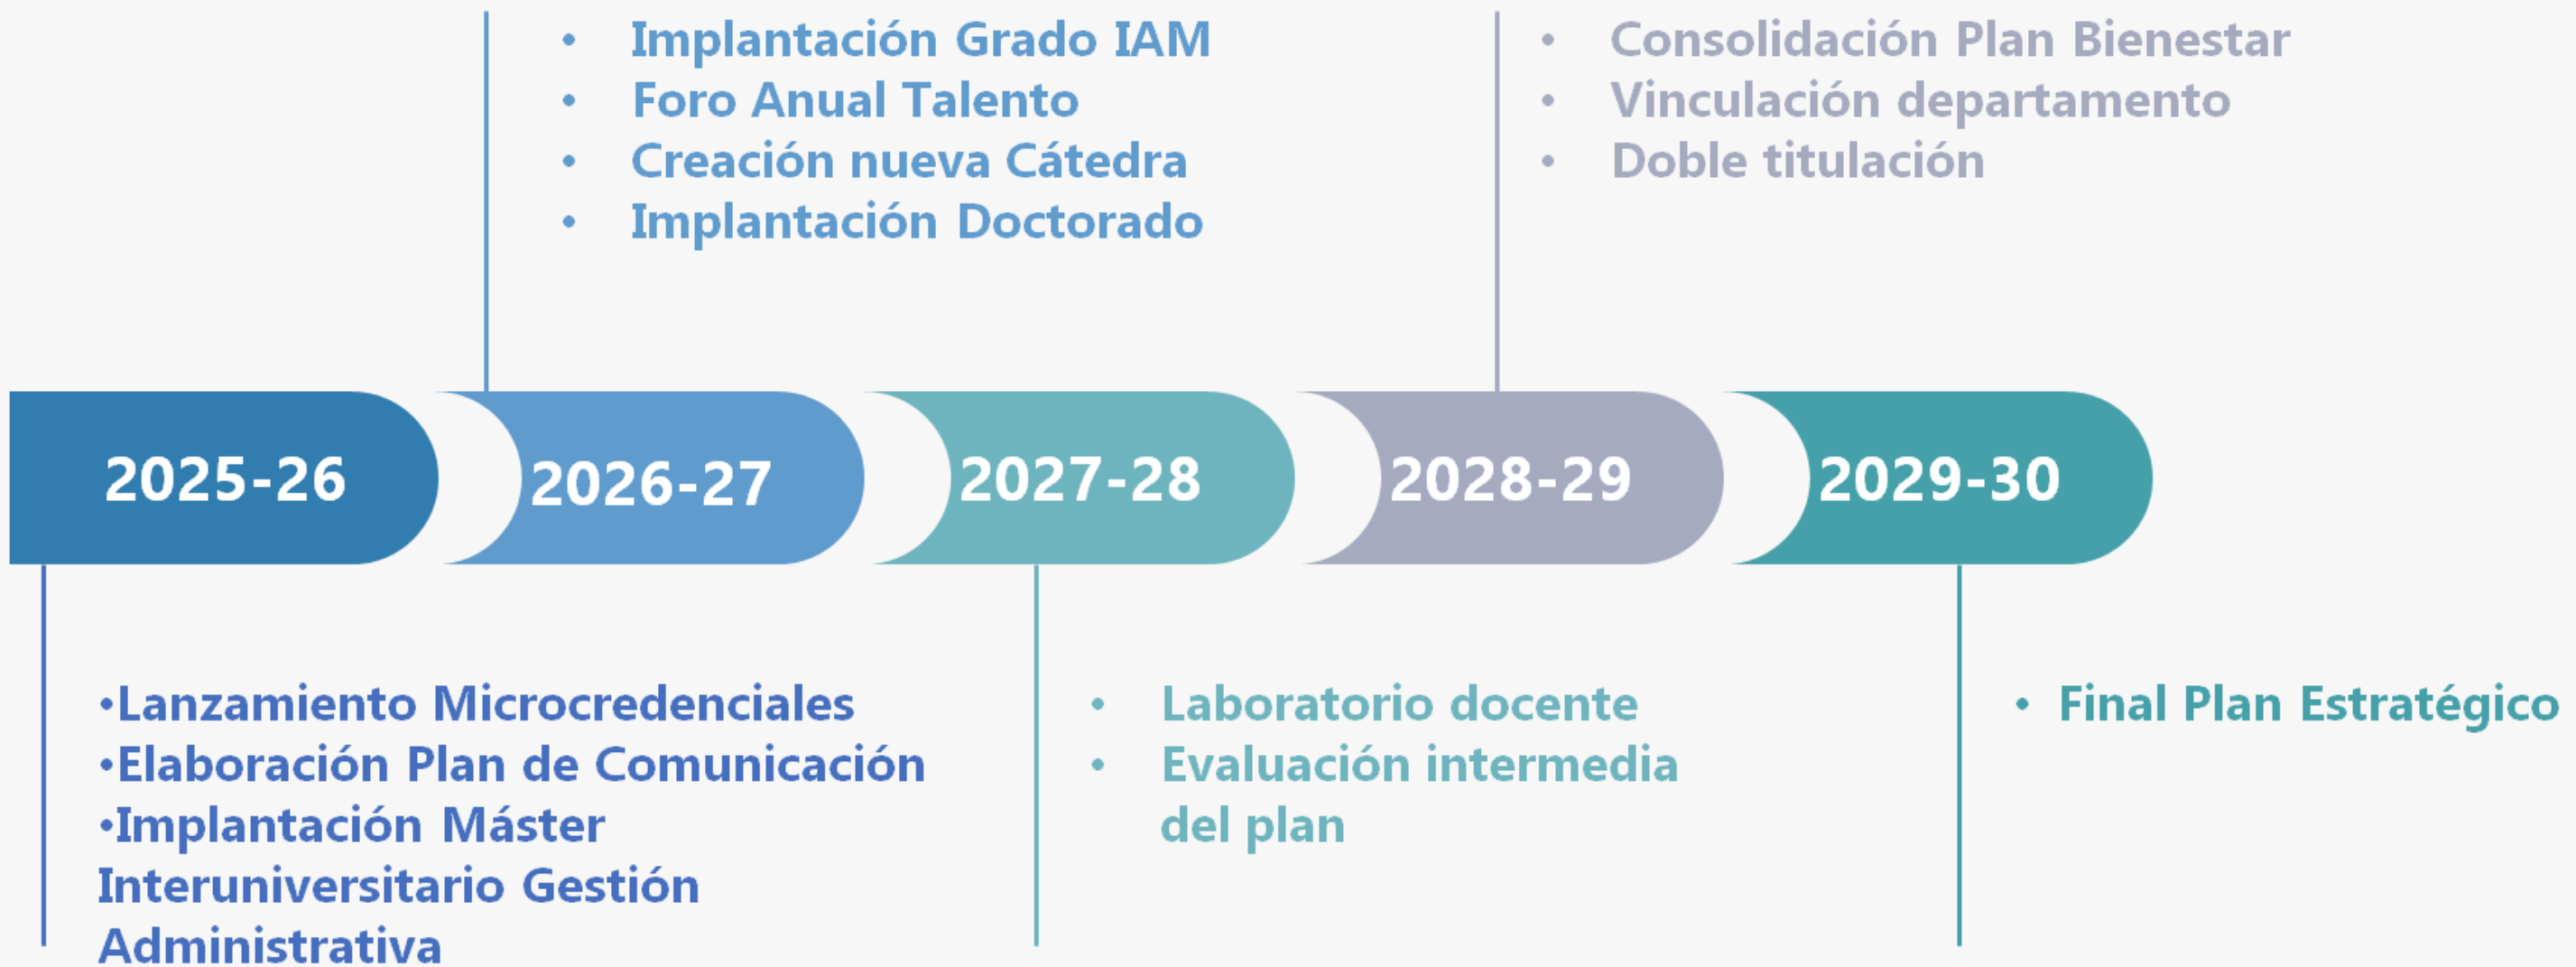 • Implantación Grado IAM
• Foro Anual Talento
• Creación nueva Cátedra
• Implantación Doctorado
• Consolidación Plan Bienestar
• Vinculación departamento
• Doble titulación
2025-26
2026-27
2027-28
2028-29
2029-30
•Lanzamiento Microcredenciales
•Elaboración Plan de Comunicación
•Implantación Máster
Interuniversitario Gestión
Administrativa
• Laboratorio docente
• Evaluación intermedia
del plan
• Final Plan Estratégico